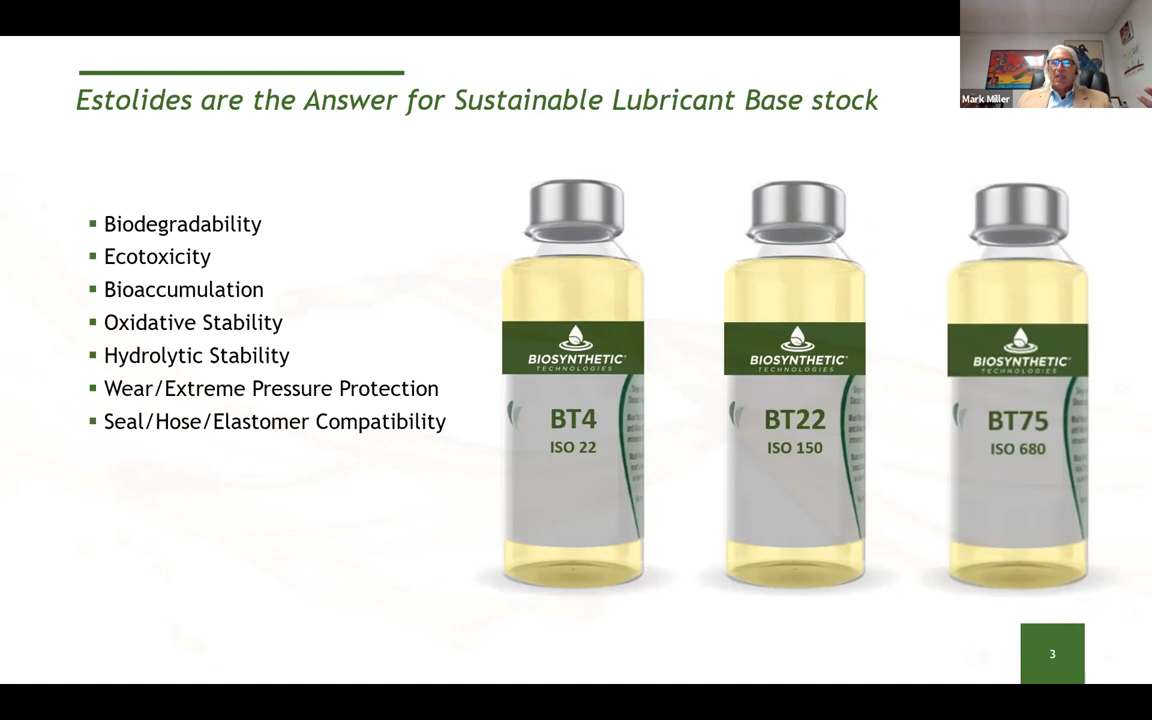 Estolides are the Answer for Sustainable Lubricant Base stock
Mark Miller
Biodegradability
Ecotoxicity
Bioaccumulation
Oxidative Stability
Hydrolytic Stability
Wear/Extreme Pressure Protection
Seal/Hose/Elastomer Compatibility
BIOSYNTHETIC
TECHNOLOGIES
BT4
ISO 22
BIOSYNTHETIC
TECHNOLOGIES
BT22
ISO 150
BIOSYNTHETIC
TECHNOLOGIES
BT75
ISO 680
3